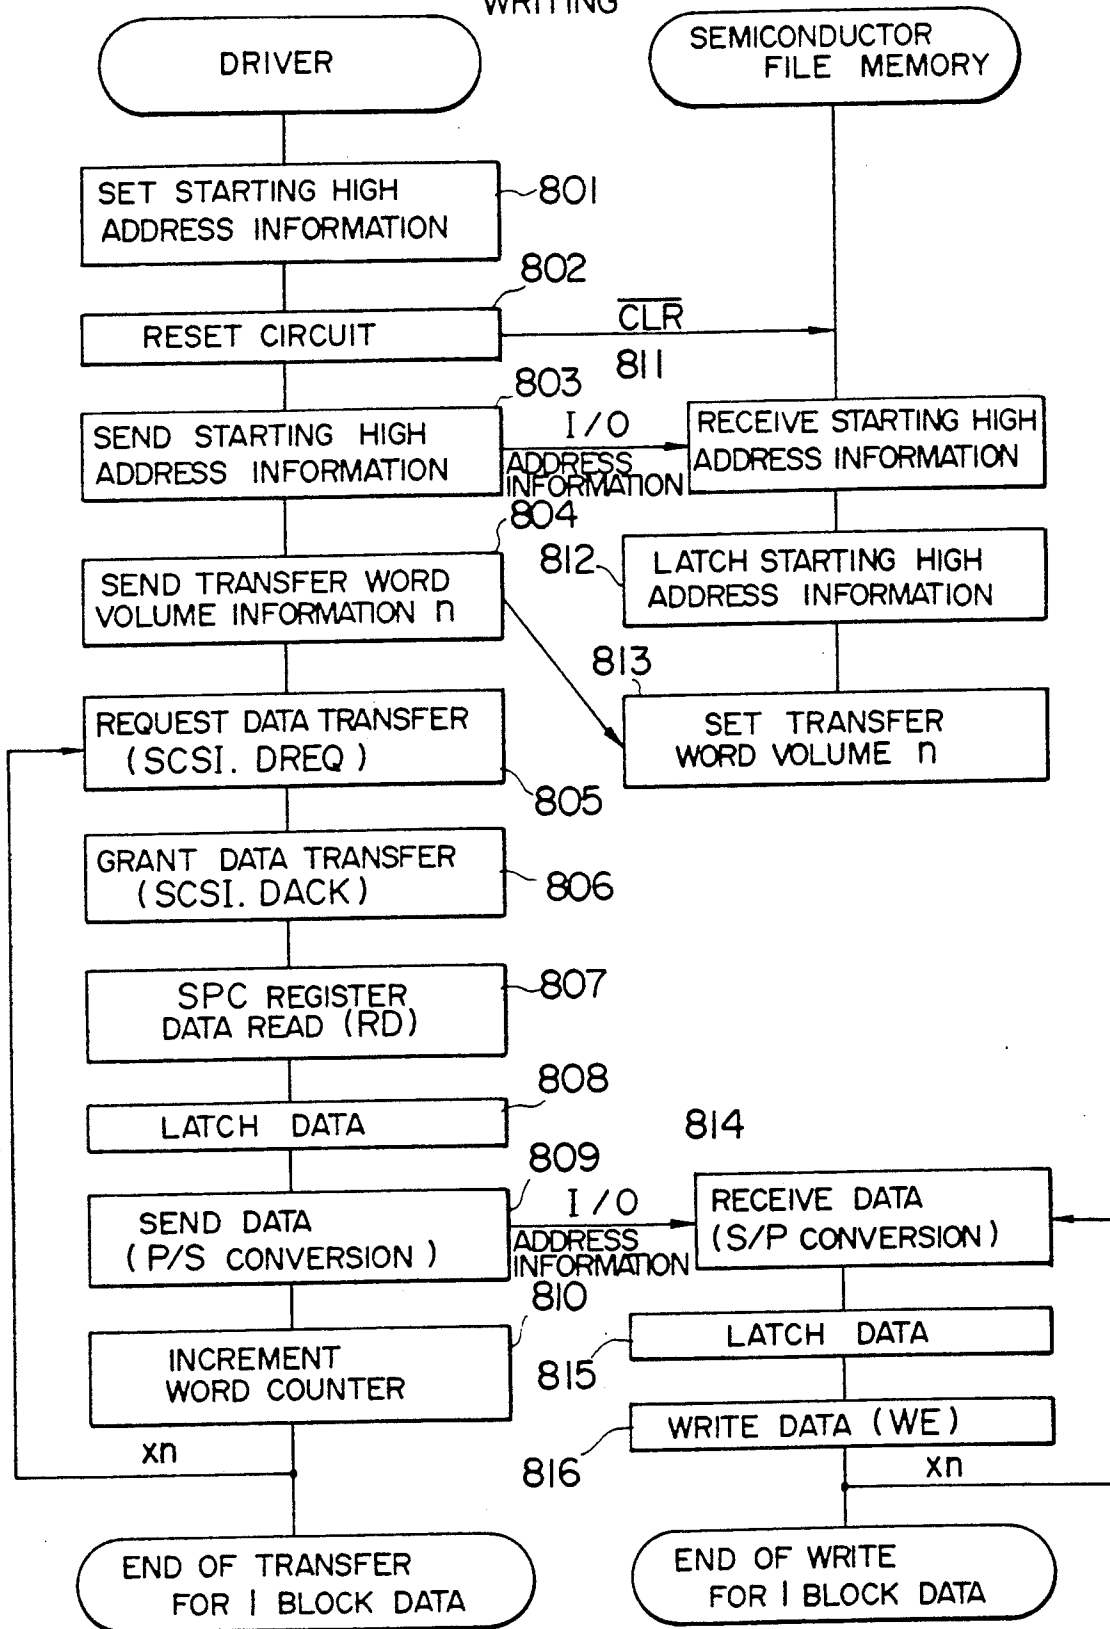 WRITING
DRIVER
SEMICONDUCTOR
FILE MEMORY
SET STARTING HIGH
ADDRESS INFORMATION
801
802
RESET CIRCUIT
CLR
811
803
SEND STARTING HIGH
ADDRESS INFORMATION
I/O
ADDRESS
INFORMATION
RECEIVE STARTING HIGH
ADDRESS INFORMATION
804
SEND TRANSFER WORD
VOLUME INFORMATION n
812
LATCH STARTING HIGH
ADDRESS INFORMATION
813
SET TRANSFER
WORD VOLUME n
REQUEST DATA TRANSFER
(SCSI. DREQ)
805
GRANT DATA TRANSFER
(SCSI. DACK)
806
SPC REGISTER
DATA READ (RD)
807
808
LATCH DATA
809
814
SEND DATA
(P/S CONVERSION)
I/O
ADDRESS
INFORMATION
RECEIVE DATA
(S/P CONVERSION)
810
INCREMENT
WORD COUNTER
LATCH DATA
815
WRITE DATA (WE)
816
xn
xn
END OF TRANSFER
FOR 1 BLOCK DATA
END OF WRITE
FOR 1 BLOCK DATA